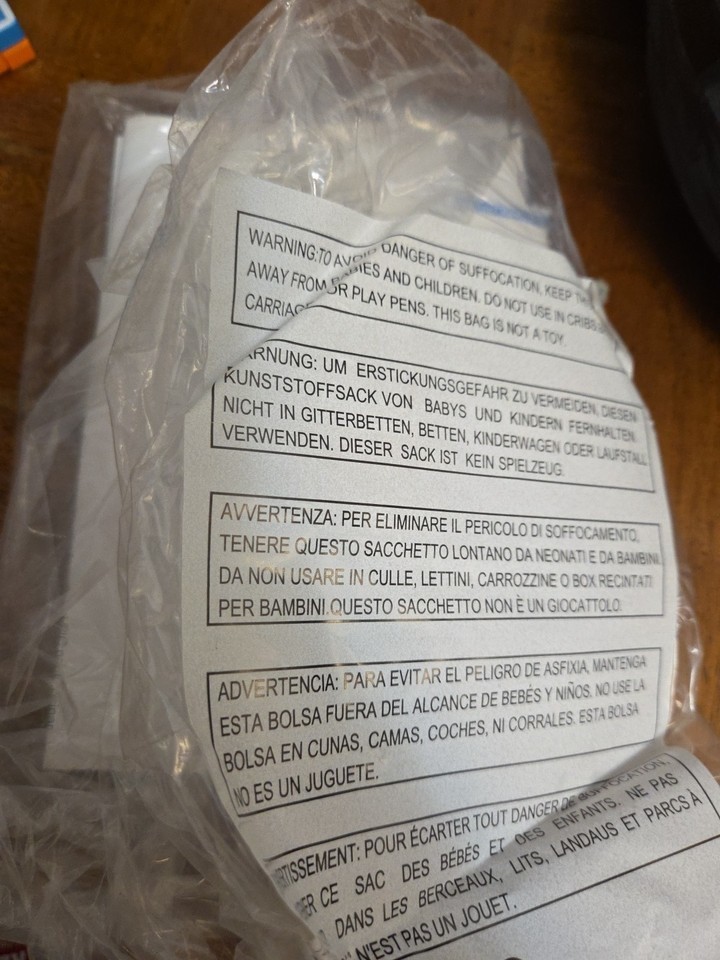 WARNING:TO AVOID DANGER OF SUFFOCATION, KEEP
AWAY FROM BABIES AND CHILDREN. DO NOT USE IN CRIBS
OR PLAY PENS. THIS BAG IS NOT A TOY.
UM ERSTICKUNGSGEFAHR ZU VERMEIDEN, DIESEN
KUNSTSTOFFSACK VON BABYS UND KINDERN FERNHALTEN.
NICHT IN GITTERBETTEN, BETTEN, KINDERWAGEN ODER LAUFSTALL
VERWENDEN. DIESER SACK IST KEIN SPIELZEUG.
AVVERTENZA: PER ELIMINARE IL PERICOLO DI SOFFOCAMENTO,
TENERE QUESTO SACCHETTO LONTANO DA NEONATI E DA BAMBINI.
DA NON USARE IN CULLE, LETTINI, CARROZZINE O BOX RECINTATI
PER BAMBINI.QUESTO SACCHETTO NON È UN GIOCATTOLO.
ADVERTENCIA: PARA EVITAR EL PELIGRO DE ASFIXIA, MANTENGA
ESTA BOLSA FUERA DEL ALCANCE DE BEBÉS Y NIÑOS. NO USE LA
BOLSA EN CUNAS, CAMAS, COCHES, NI CORRALES. ESTA BOLSA
NO ES UN JUGUETE.
POUR ÉCARTER TOUT DANGER DE SUFFOCATION,
CE SAC DES BÉBÉS ET DES ENFANTS. NE PAS
DANS LES BERCEAUX, LITS, LANDAUS ET PARCS À
N'EST PAS UN JOUET.